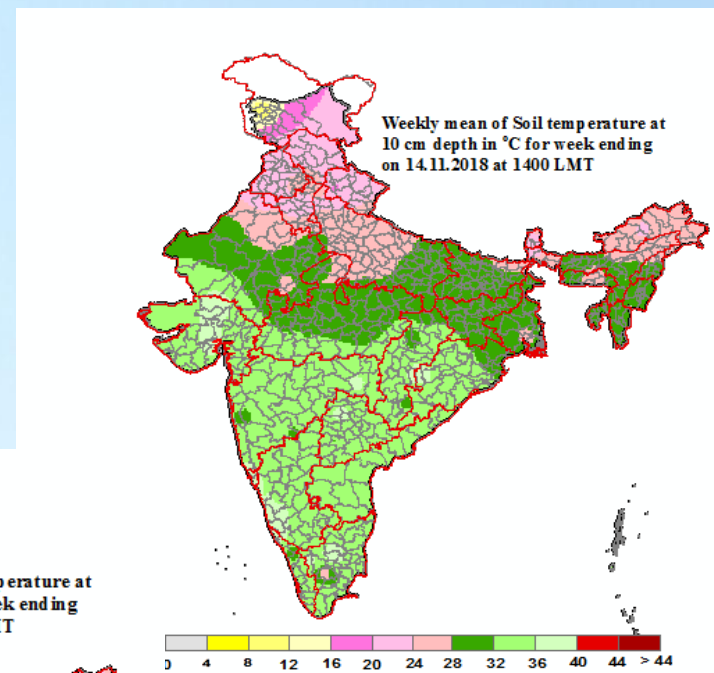 Weekly mean of Soil temperature at
10 cm depth in °C for week ending
on 14.11.2018 at 1400 LMT
perature at
ek ending
MT
0 4 8 12 16 20 24 28 32 36 40 44 > 44